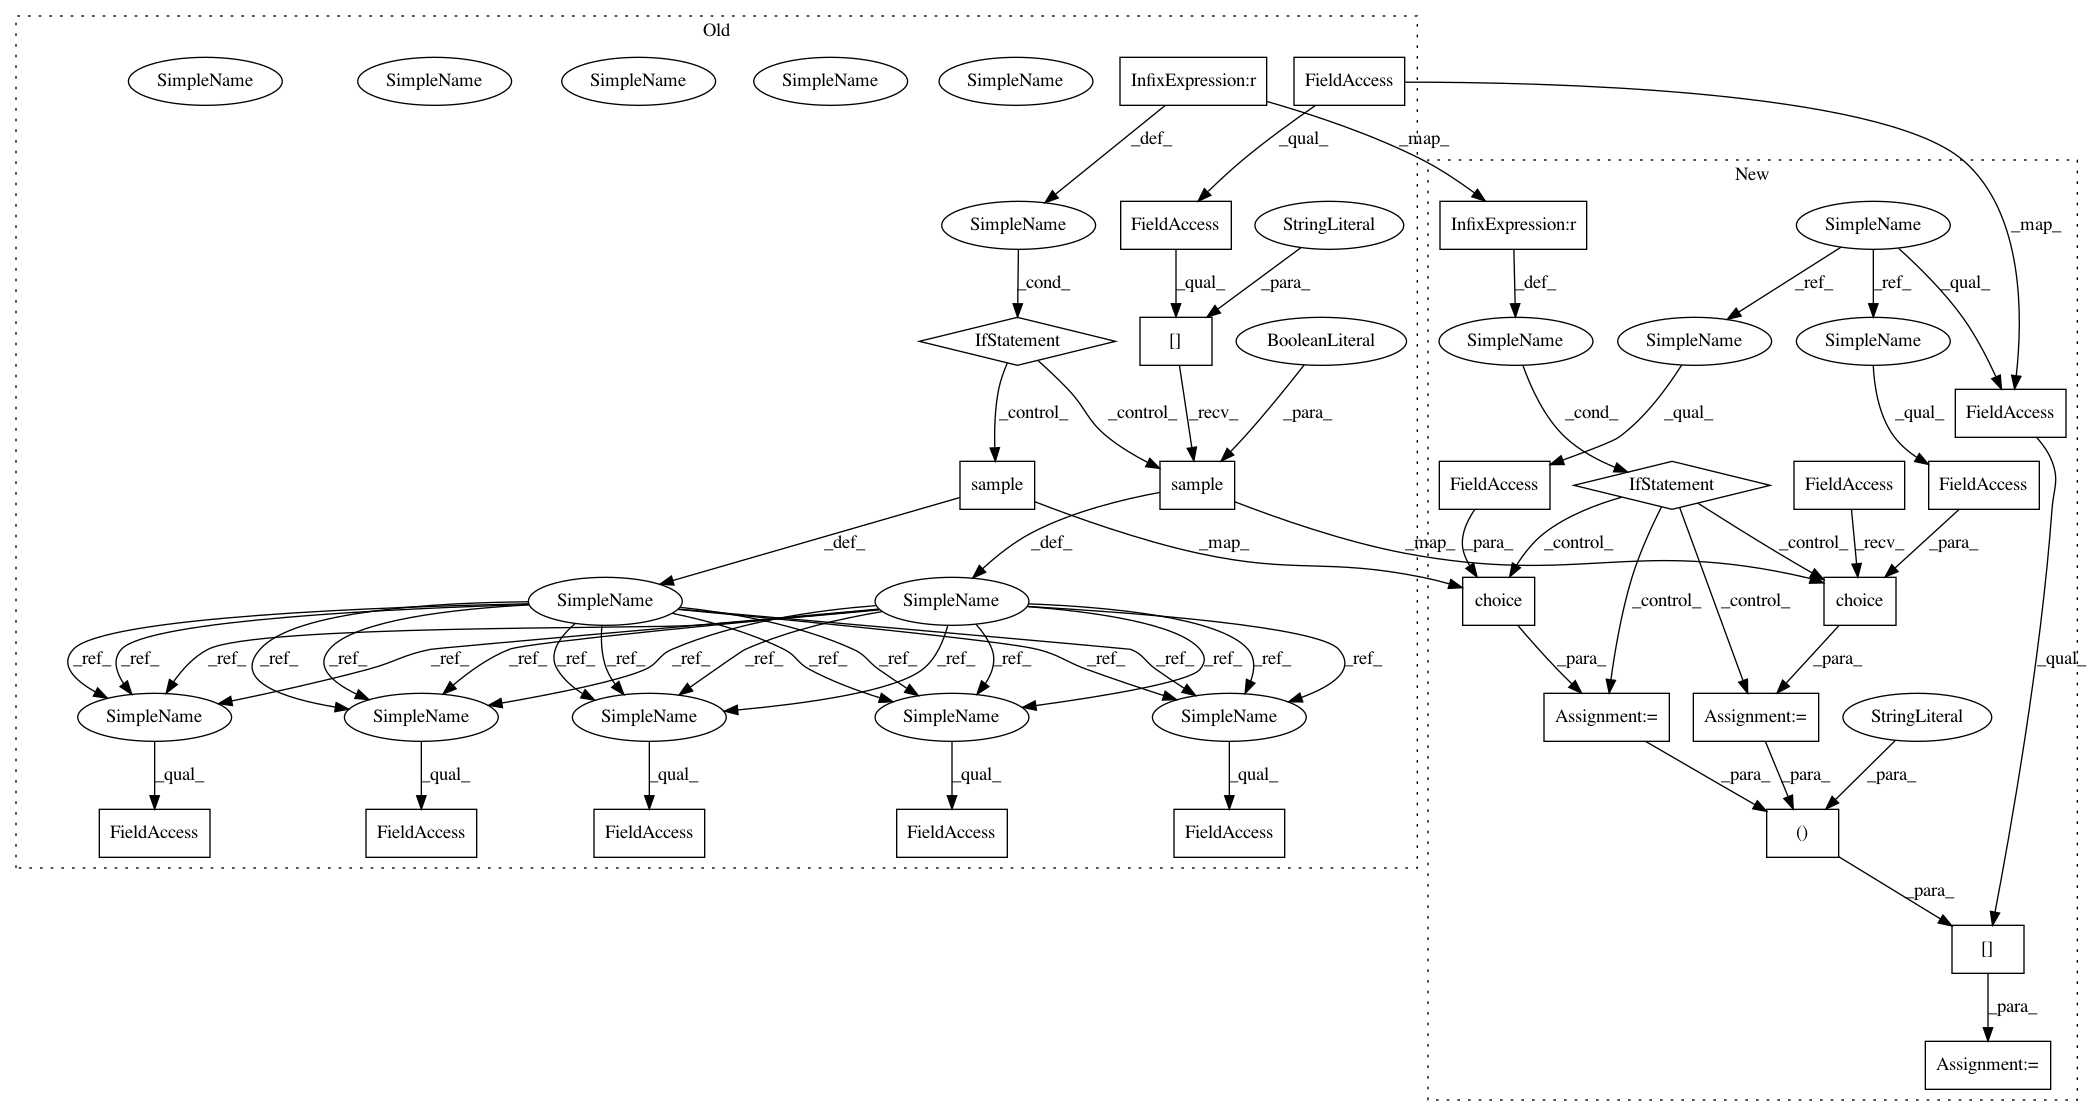 Old
SimpleName SimpleName SimpleName SimpleName SimpleName InfixExpression:r FieldAccess
_def_ _qual_ _map_
New
SimpleName FieldAccess StringLiteral InfixExpression:r SimpleName _map_
_cond_ _qual_ _para_ _def_ _ref_ _ref_ _qual_
IfStatement [] BooleanLiteral SimpleName SimpleName SimpleName
_control_ _control_ _recv_ _para_ _cond_ _qual_ _qual_ FieldAccess
sample sample FieldAccess IfStatement FieldAccess FieldAccess
_def_ _def_ _map_ _map_ _para_ _control_ _control_ _recv_ _para_
SimpleName SimpleName choice _control_ _control_ choice
_ref_ _ref_ _ref_ _ref_ _ref_ _ref_ _ref_ _ref_ _ref_ _ref_ _ref_ _ref_ _ref_ _ref_ _ref_ _ref_ _ref_ _ref_ _ref_ _ref_ _para_ _para_ _qual_
SimpleName SimpleName SimpleName SimpleName SimpleName Assignment:= Assignment:= StringLiteral
_qual_ _qual_ _qual_ _qual_ _qual_ _para_ _para_ _para_
FieldAccess FieldAccess FieldAccess FieldAccess FieldAccess ()
_para_
[]
_para_
Assignment:=